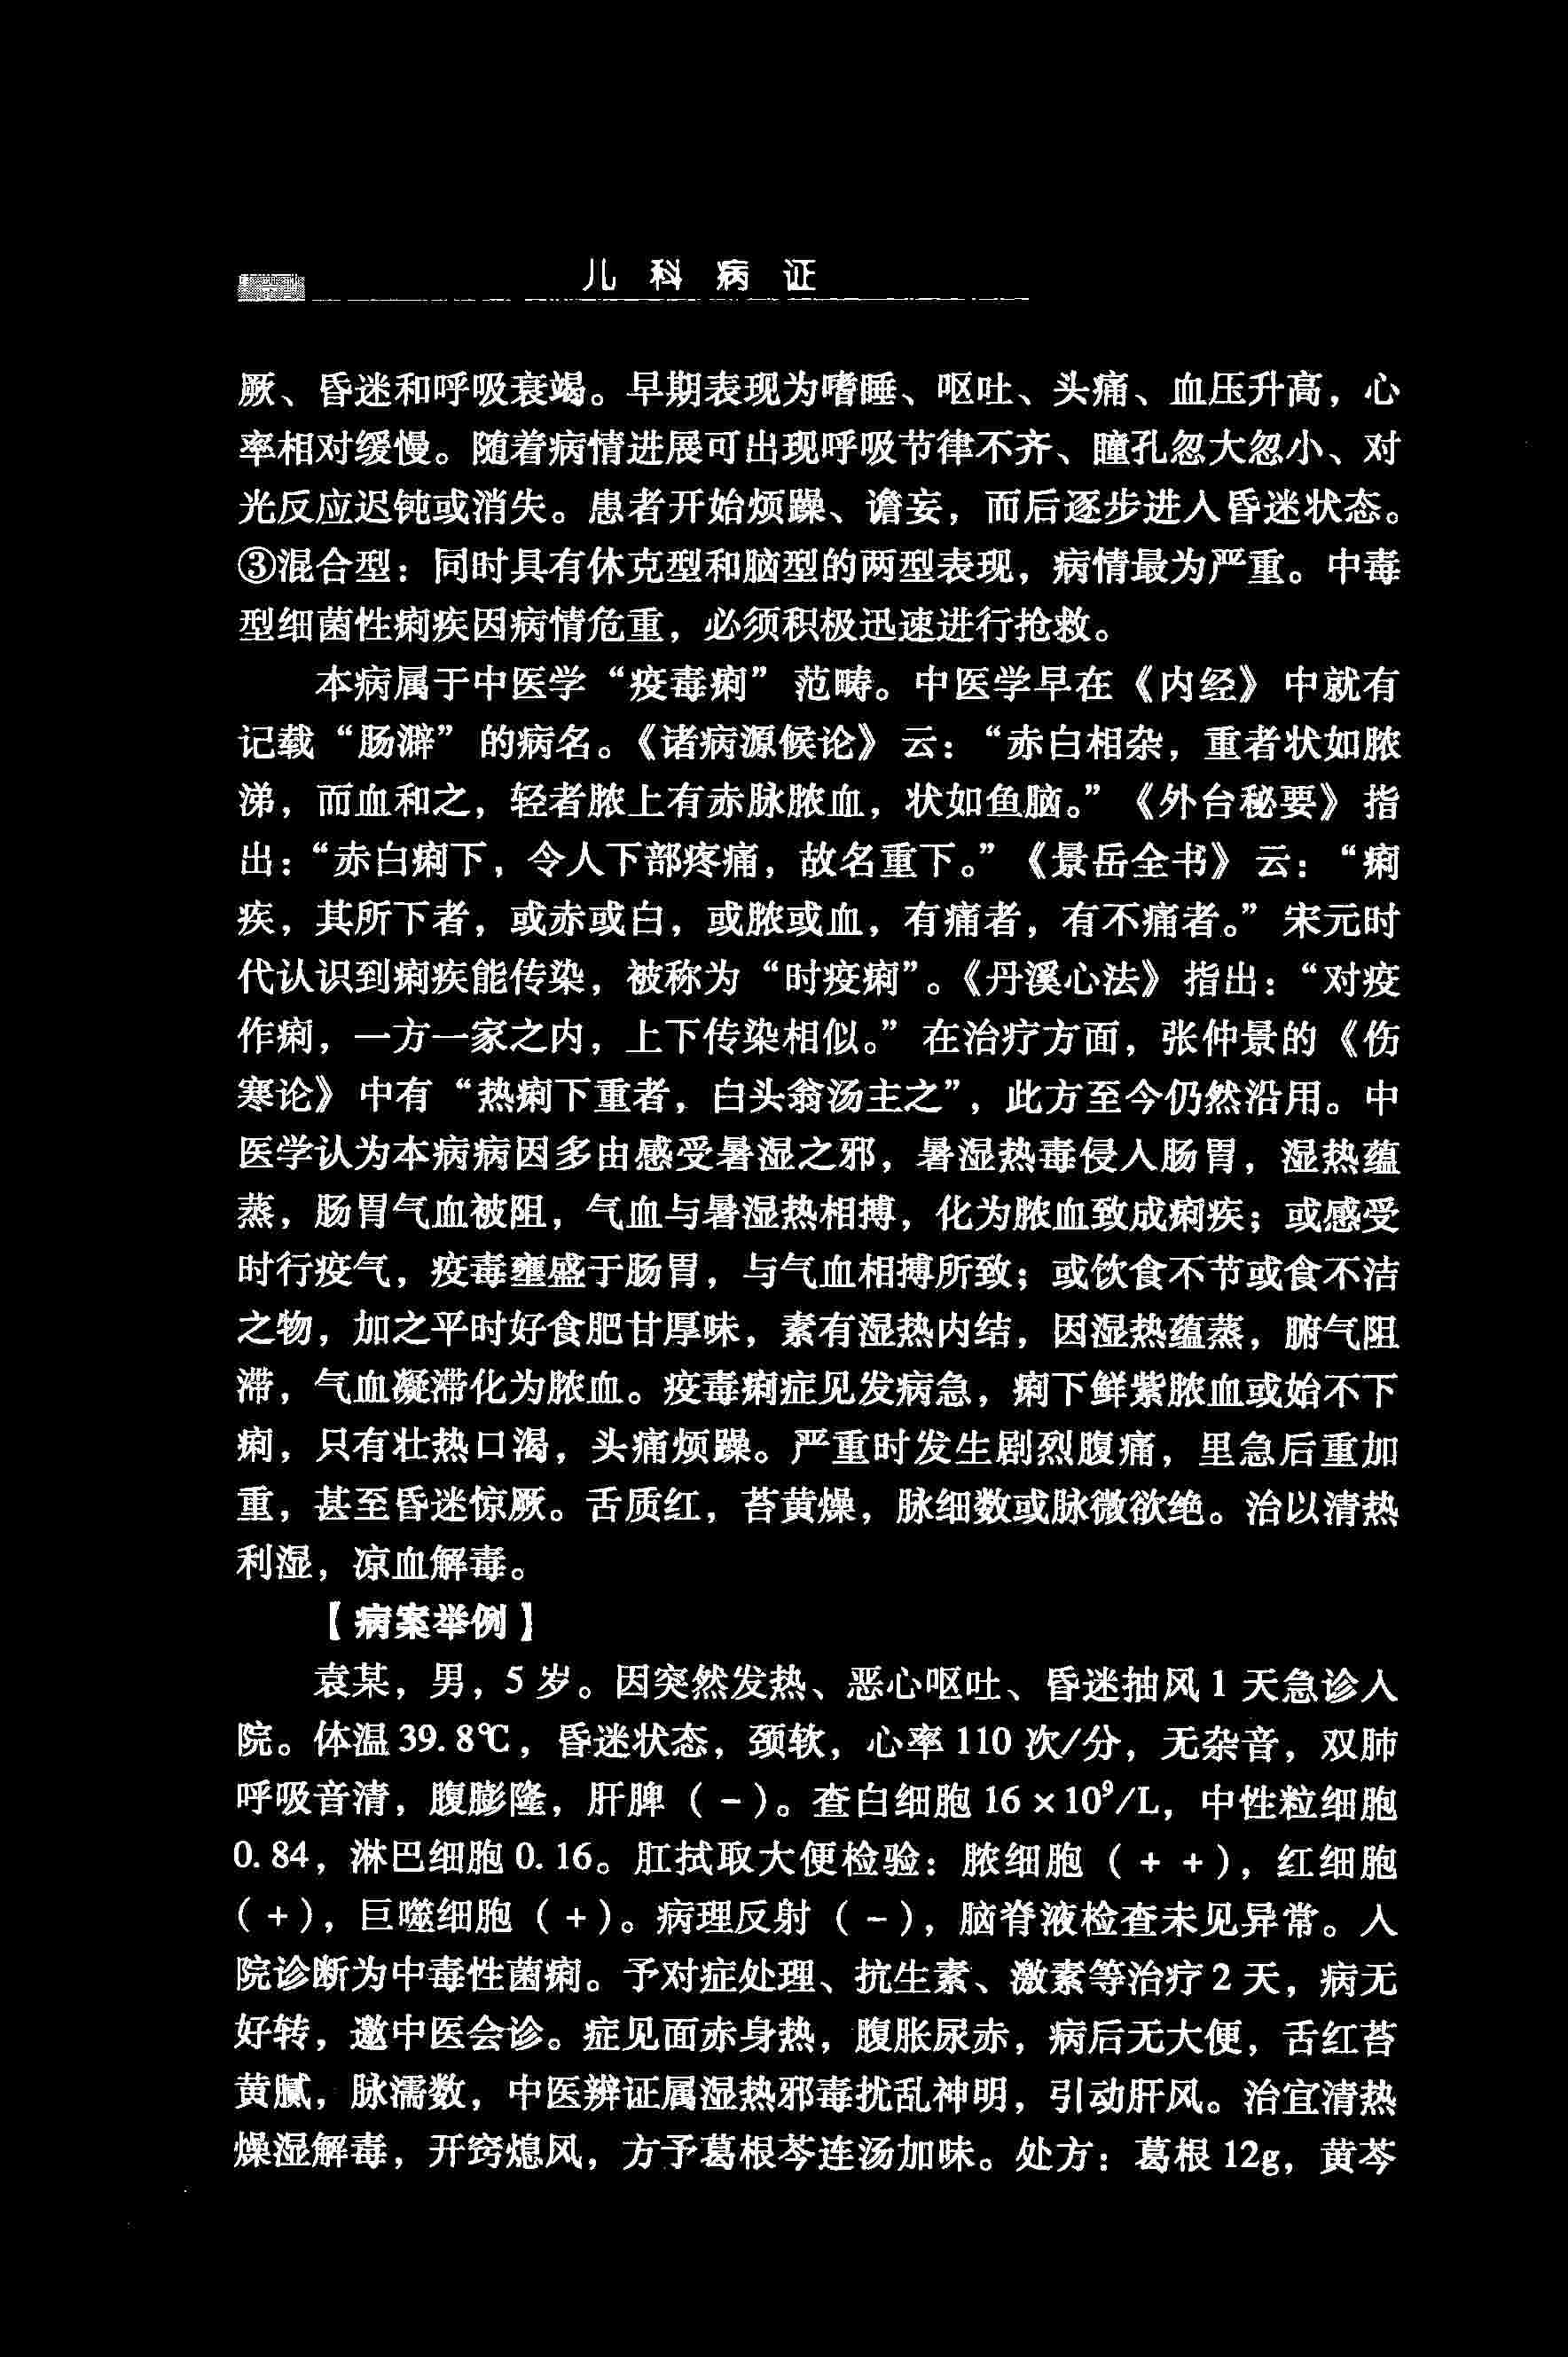 儿科病证
厥、昏迷和呼吸衰竭。早期表现为嗜睡、呕吐、头痛、血压升高，心
率相对缓慢。随着病情进展可出现呼吸节律不齐、瞳孔忽大忽小、对
光反应迟钝或消失。患者开始烦躁、谵妄，而后逐步进入昏迷状态。
③混合型：同时具有休克型和脑型的两型表现，病情最为严重。中毒
型细菌性痢疾因病情危重，必须积极迅速进行抢救。
本病属于中医学“疫毒痢”范畴。中医学早在《内经》中就有
记载“肠澼”的病名。《诸病源候论》云：“赤白相杂，重者状如脓
涕，而血和之，轻者脓上有赤脉脓血，状如鱼脑。”《外台秘要》指
出：“赤白痢下，令人下部疼痛，故名重下。”《景岳全书》云：“痢
疾，其所下者，或赤或白，或脓或血，有痛者，有不痛者。”宋元时
代认识到痢疾能传染，被称为“时疫痢”。《丹溪心法》指出：“对疫
作痢，一方一家之内，上下传染相似。”在治疗方面，张仲景的《伤
寒论》中有“热痢下重者，白头翁汤主之”，此方至今仍然沿用。中
医学认为本病病因多由感受暑湿之邪，暑湿热毒侵入肠胃，湿热蕴
蒸，肠胃气血被阻，气血与暑湿热相搏，化为脓血致成痢疾；或感受
时行疫气，疫毒壅盛于肠胃，与气血相搏所致；或饮食不节或食不洁
之物，加之平时好食肥甘厚味，素有湿热内结，因湿热蕴蒸，腑气阻
滞，气血凝滞化为脓血。疫毒痢症见发病急，痢下鲜紫脓血或始不下
痢，只有壮热口渴，头痛烦躁。严重时发生剧烈腹痛，里急后重加
重，甚至昏迷惊厥。舌质红，苔黄燥，脉细数或脉微欲绝。治以清热
利湿，凉血解毒。
【病案举例】
袁某，男，5岁。因突然发热、恶心呕吐、昏迷抽风1天急诊入
院。体温39.8℃，昏迷状态，颈软，心率110次/分，无杂音，双肺
呼吸音清，腹膨隆，肝脾（-）。查白细胞16×10⁹/L，中性粒细胞
0.84，淋巴细胞0.16。肛拭取大便检验：脓细胞（++），红细胞
（+），巨噬细胞（+）。病理反射（-），脑脊液检查未见异常。入
院诊断为中毒性菌痢。予对症处理、抗生素、激素等治疗2天，病无
好转，邀中医会诊。症见面赤身热，腹胀尿赤，病后无大便，舌红苔
黄腻，脉濡数，中医辨证属湿热邪毒扰乱神明，引动肝风。治宜清热
燥湿解毒，开窍熄风，方予葛根芩连汤加味。处方：葛根12g，黄芩